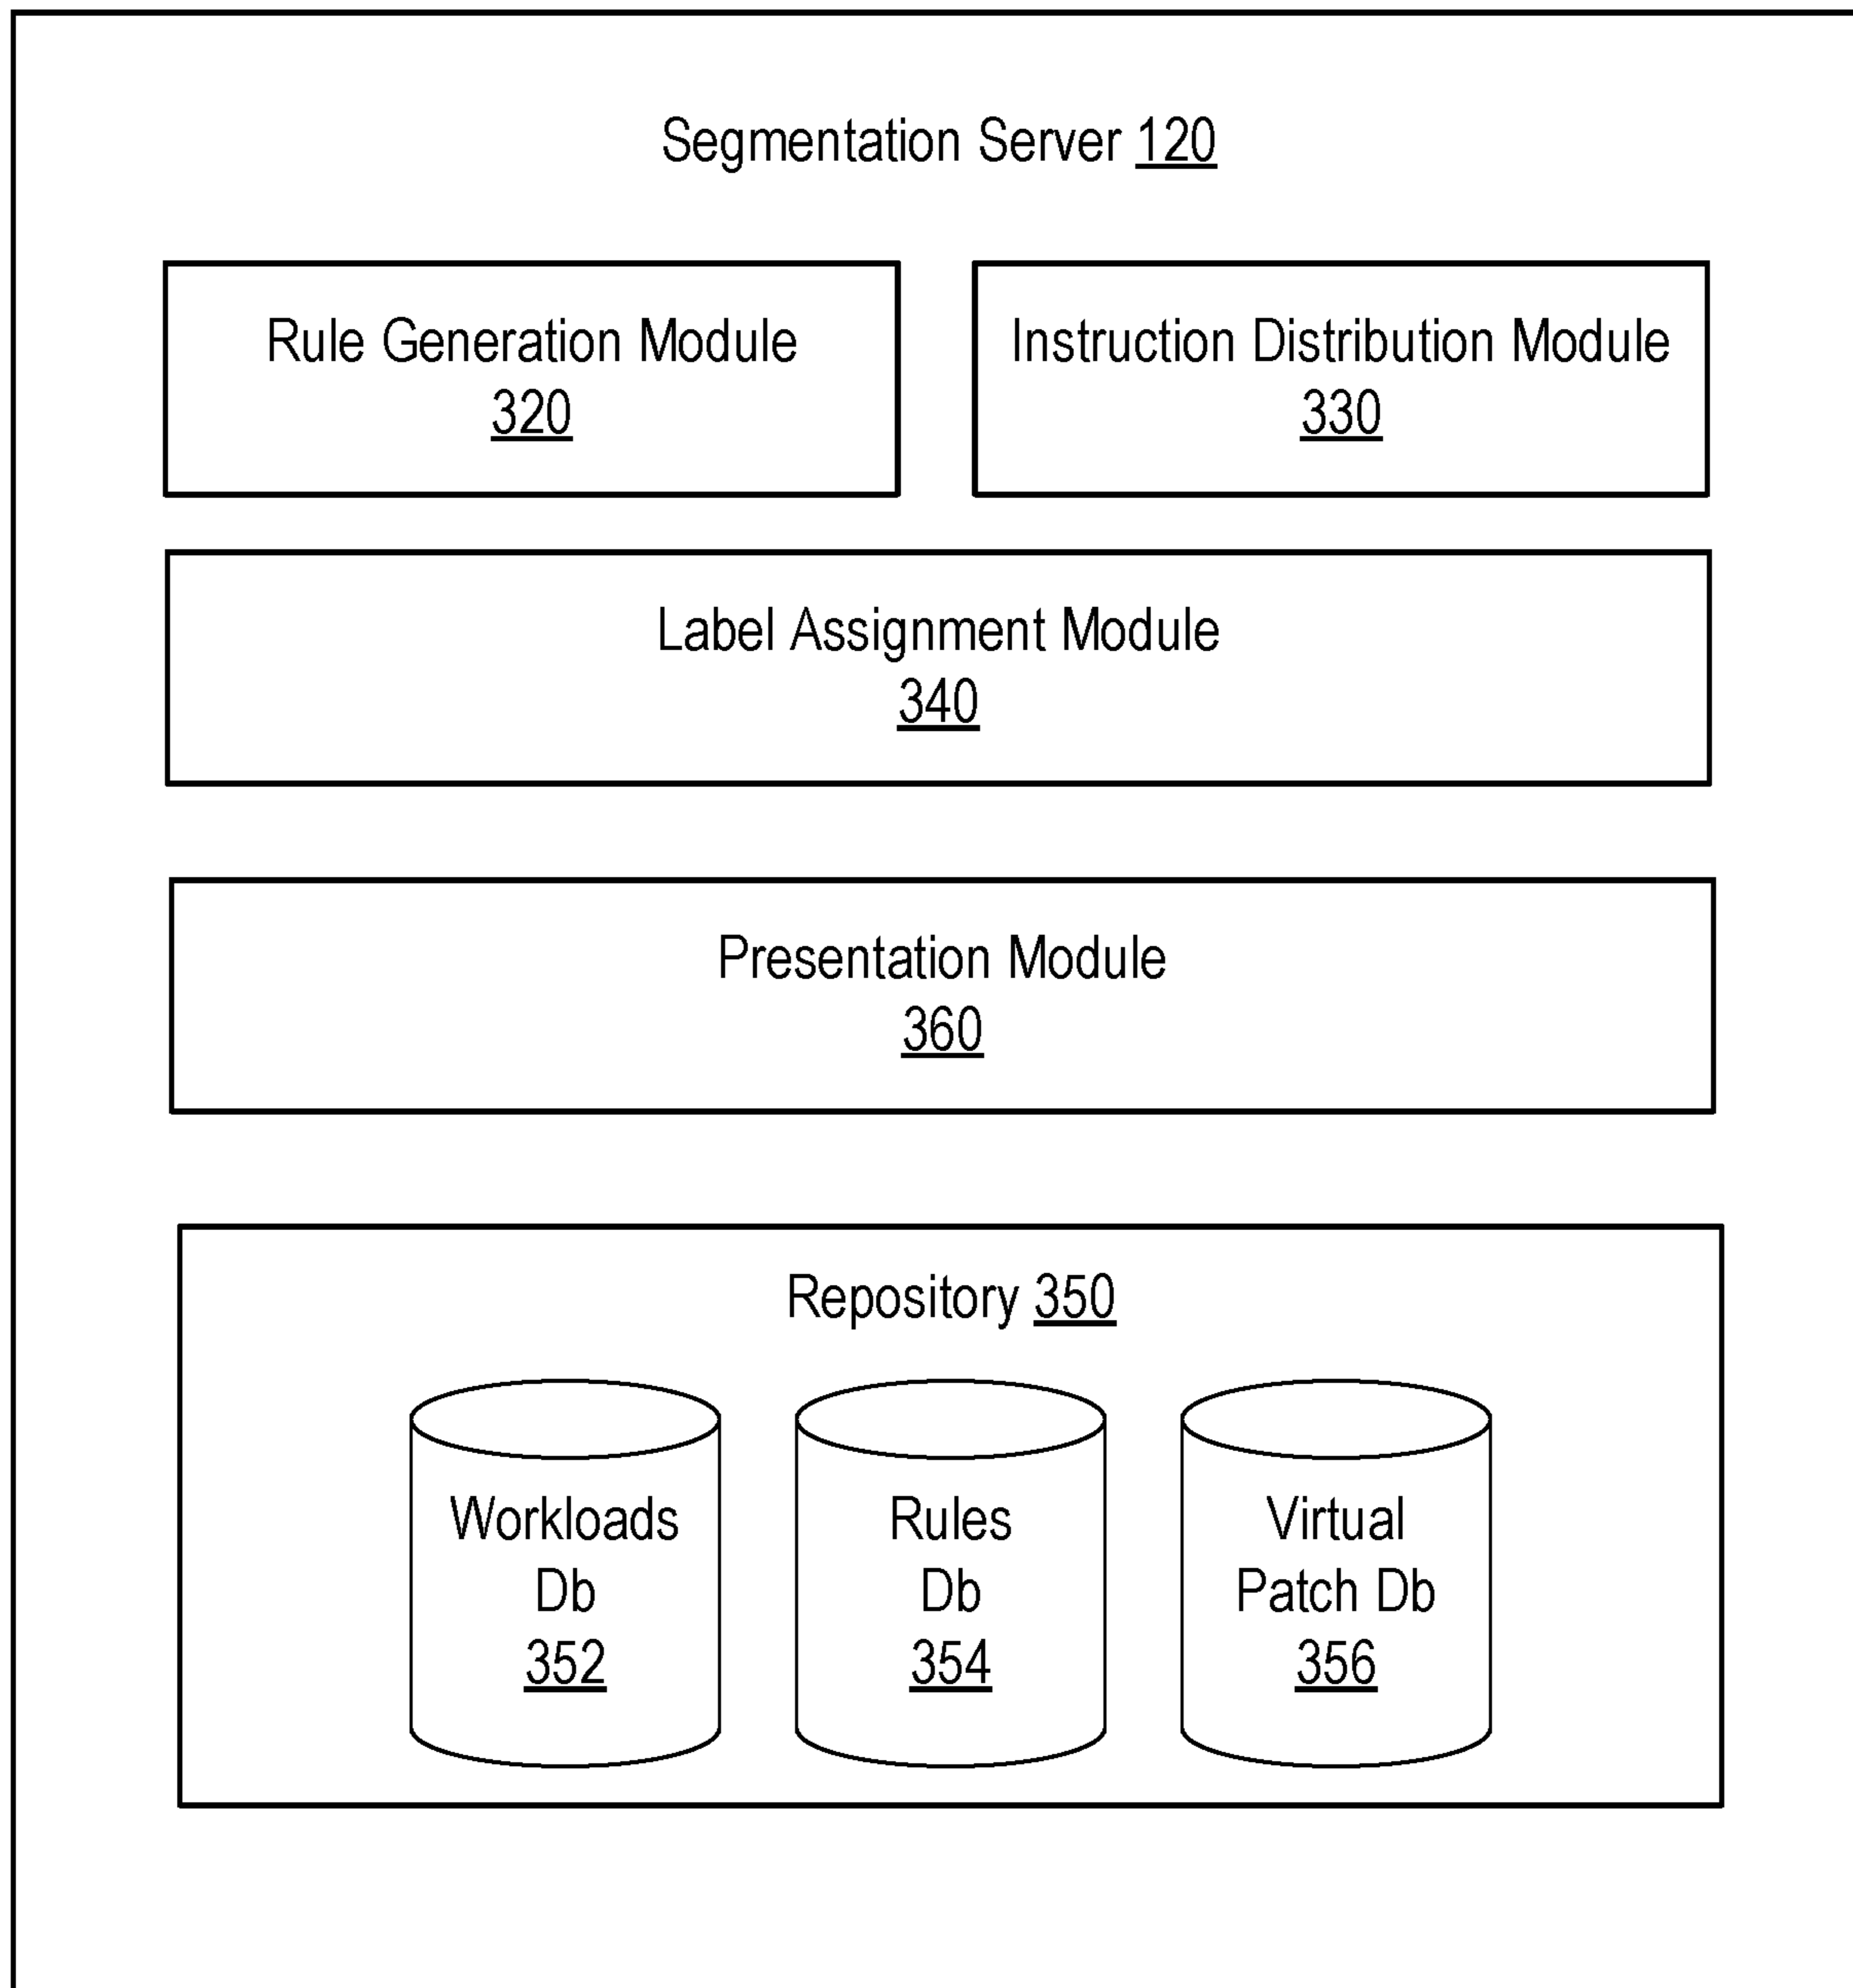 Segmentation Server 120
Rule Generation Module
320
Instruction Distribution Module
330
Label Assignment Module
340
Presentation Module
360
Repository 350
Workloads
Db
352
Rules
Db
354
Virtual
Patch Db
356